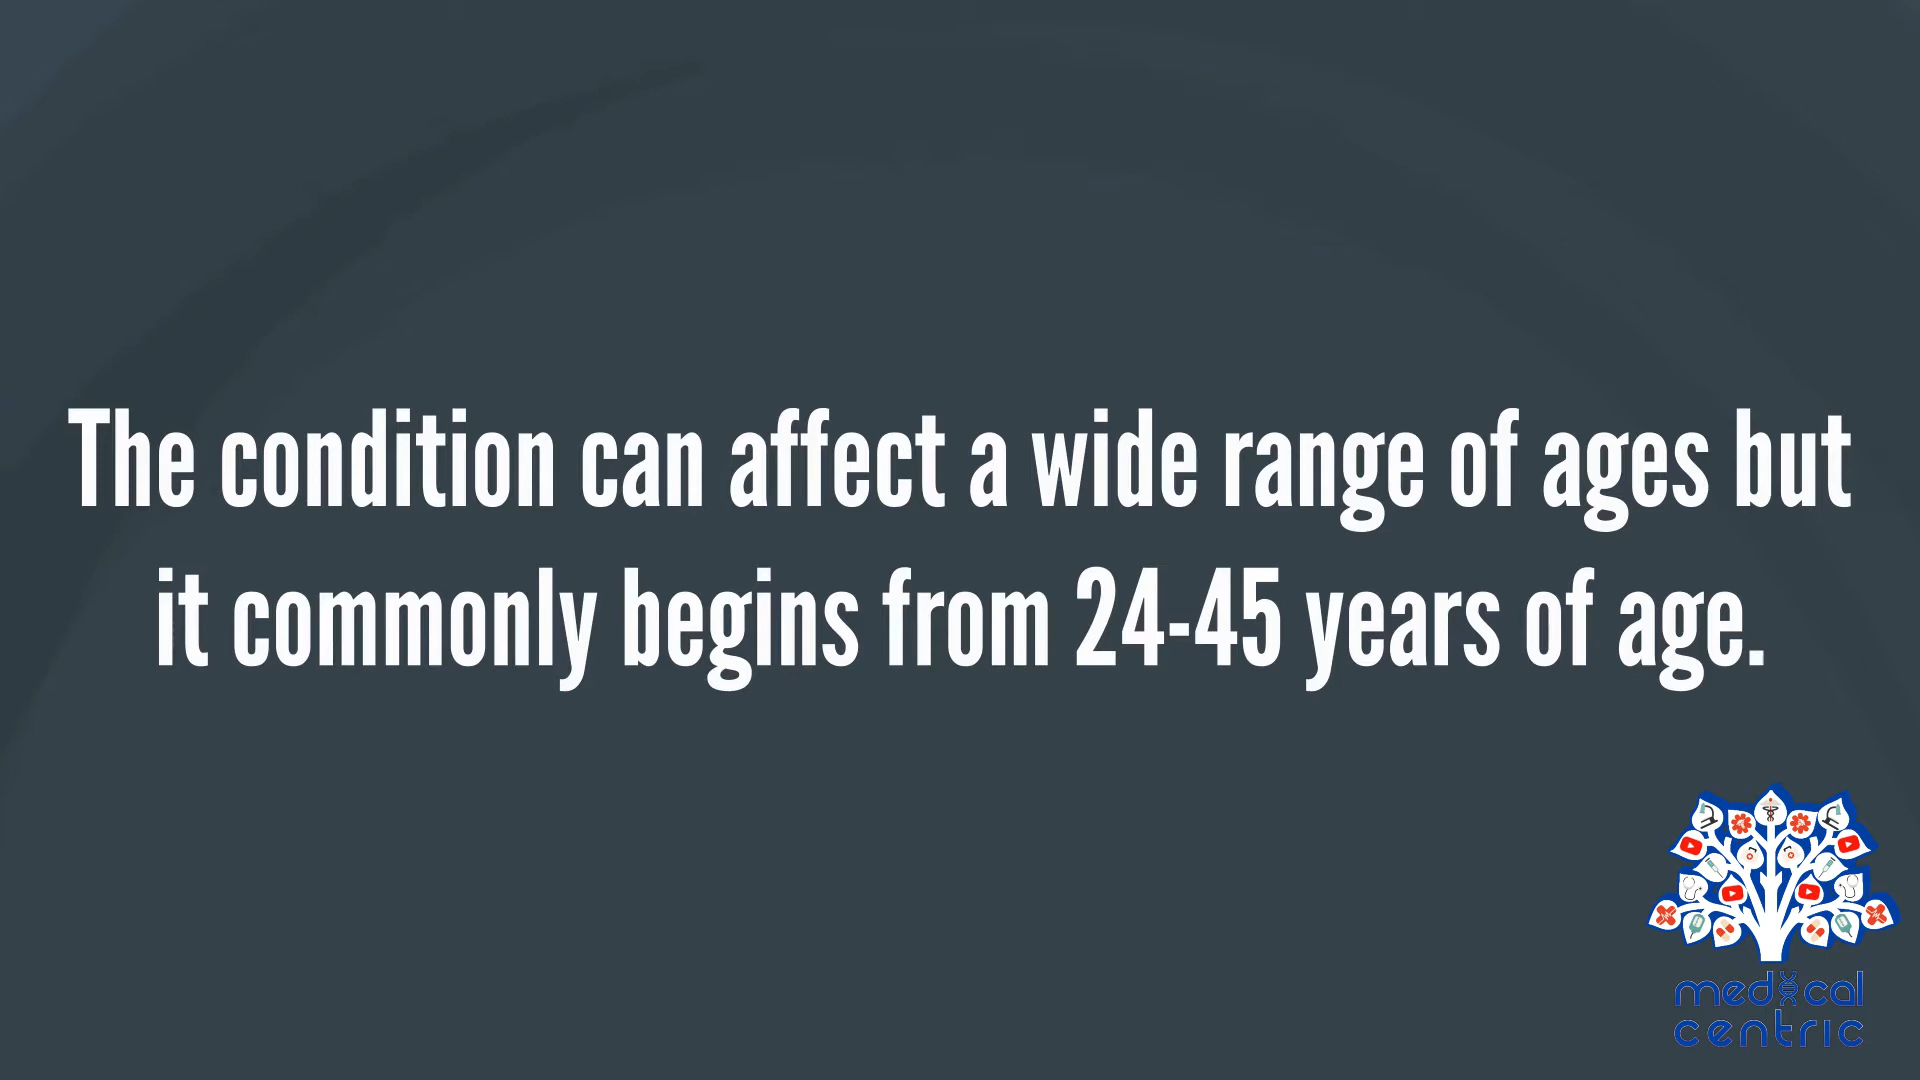 The condition can affect a wide range of ages but
it commonly begins from 24-45 years of age.
medical
centric